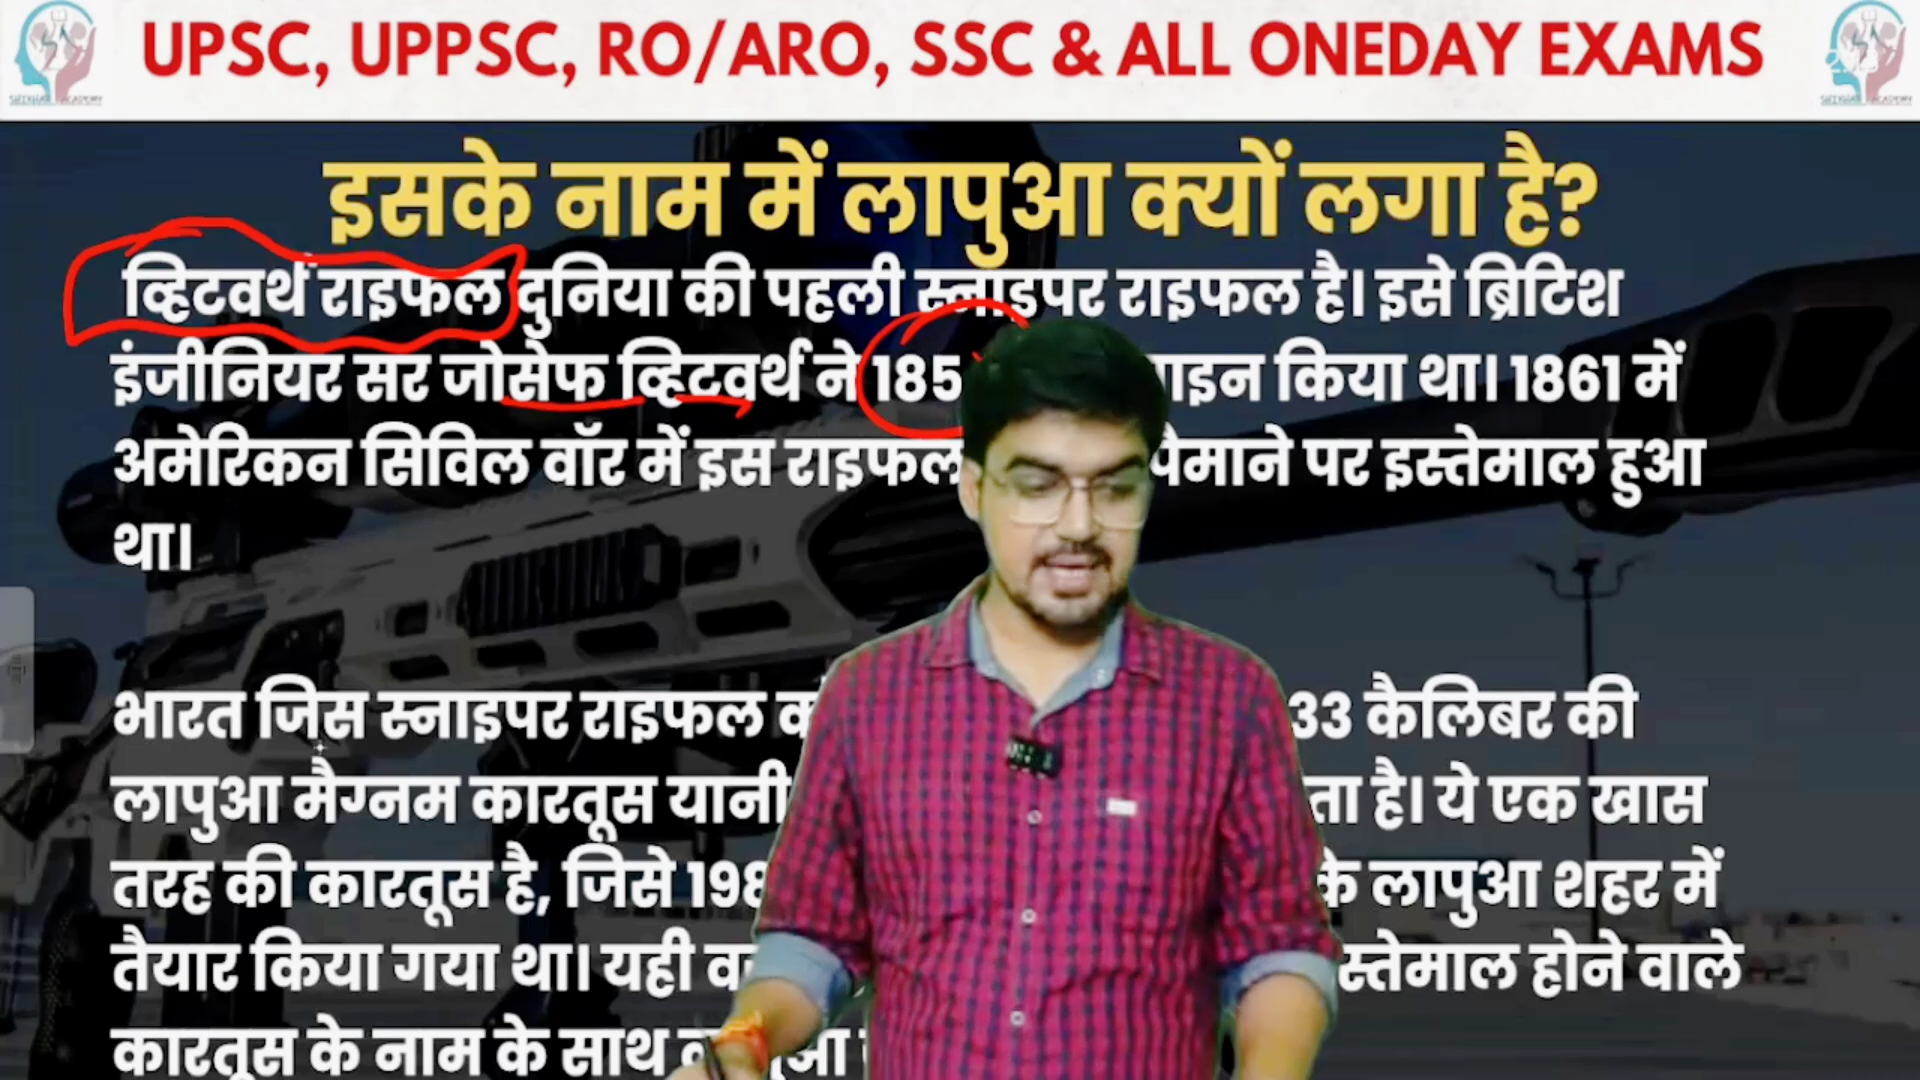 UPSC, UPPSC, RO/ARO, SSC & ALL ONEDAY EXAMS
SHIKHAR ACADEMY
इसके नाम में लापुआ क्यों लगा है?
व्हिटवर्थ राइफल दुनिया की पहली स्नाइपर राइफल है। इसे ब्रिटिश
इंजीनियर सर जोसेफ व्हिटवर्थ ने किया था। 1861 में
अमेरिकन सिविल वॉर में इस राइफल पैमाने पर इस्तेमाल हुआ
था।
भारत जिस स्नाइपर राइफल कैलिबर की
लापुआ मैग्नम कारतूस यानी है। ये एक खास
तरह की कारतूस है, जिसे के लापुआ शहर में
तैयार किया गया था। यही होने वाले
कारतूस के नाम के साथ